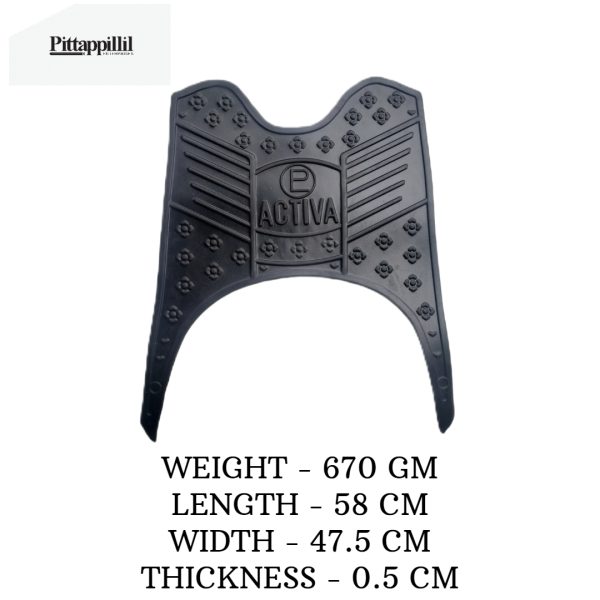 Pittappillil
ACTIVA
WEIGHT - 670 GM
LENGTH - 58 CM
WIDTH - 47.5 CM
THICKNESS - 0.5 CM